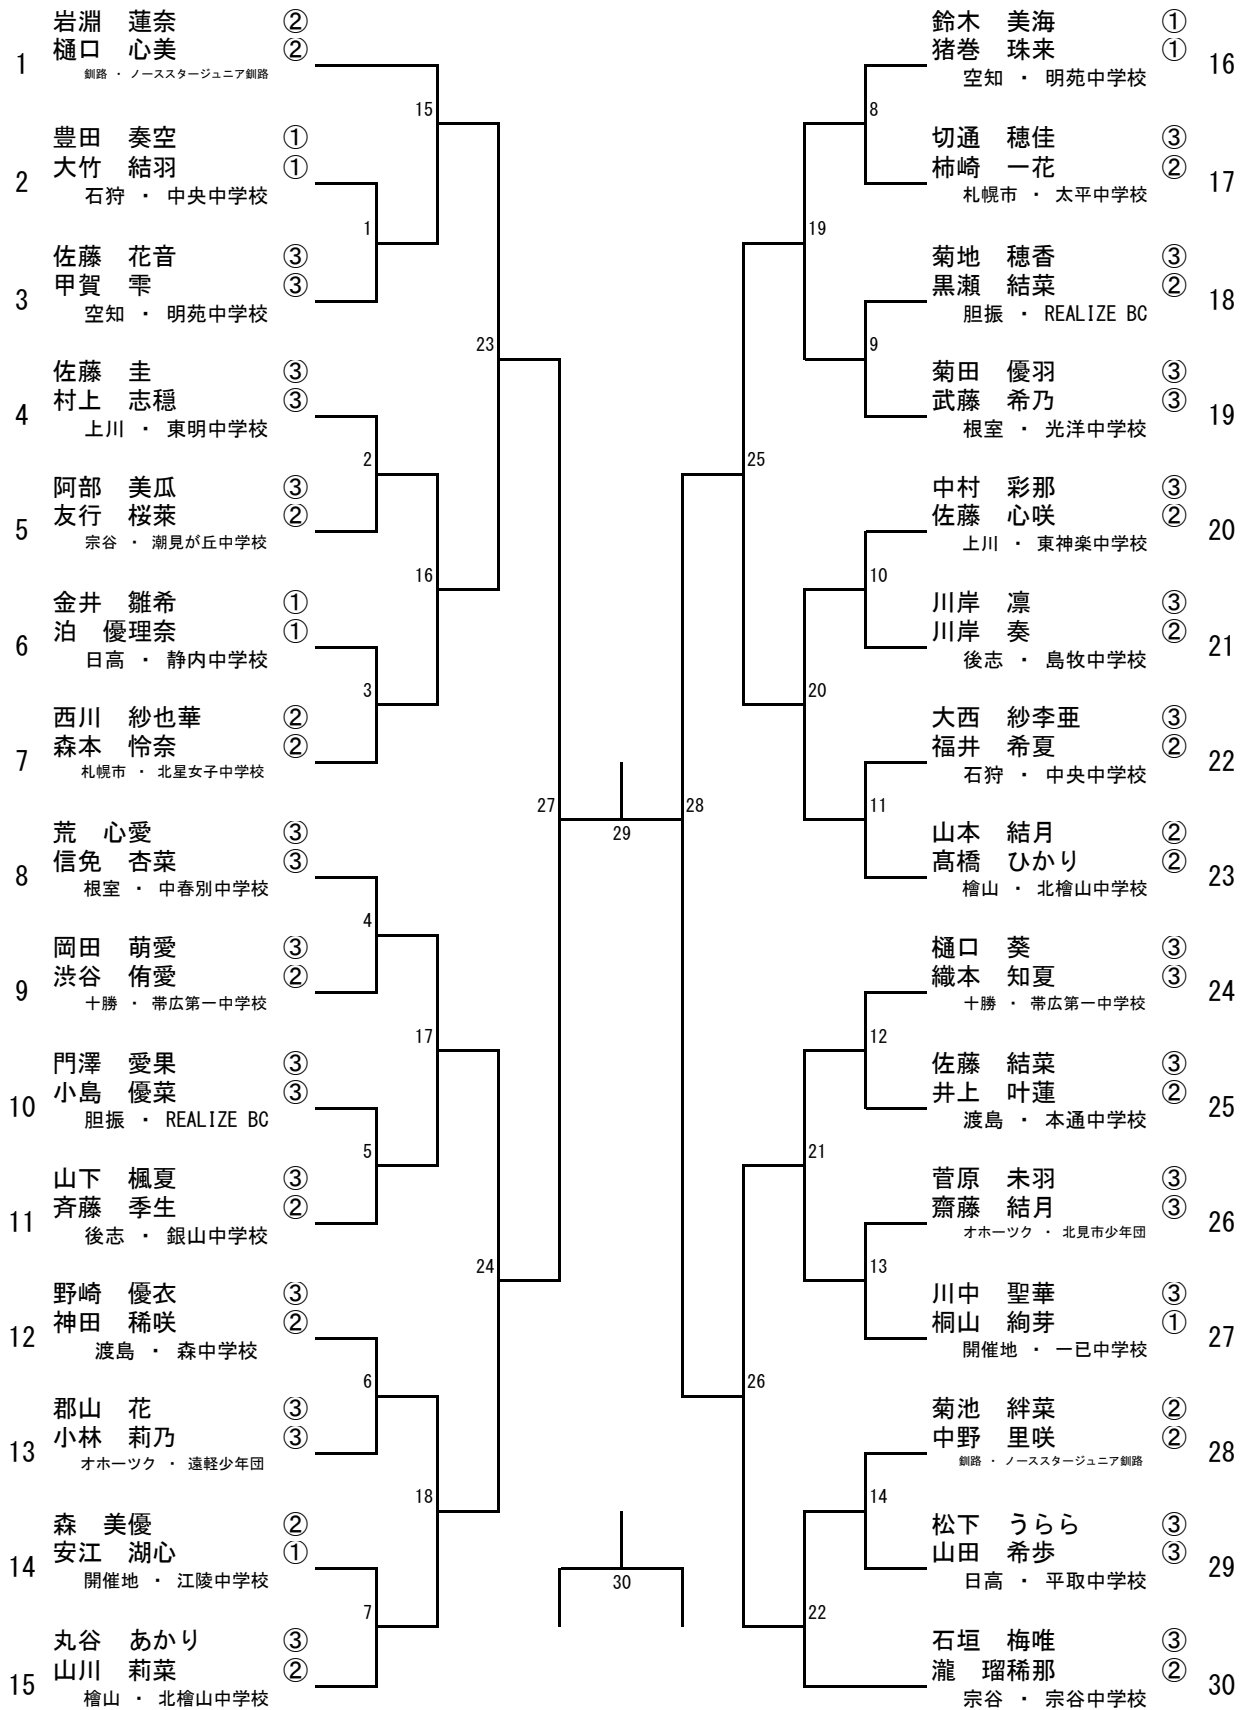 岩淵　蓮奈 ②
1 樋口　心美 ②
釧路 ・ ノーススタージュニア釧路
豊田　奏空 ①
2 大竹　結羽 ①
石狩 ・ 中央中学校
佐藤　花音 ③
3 甲賀　雫 ③
空知 ・ 明苑中学校
佐藤　圭 ③
4 村上　志穏 ③
上川 ・ 東明中学校
阿部　美瓜 ③
5 友行　桜萊 ②
宗谷 ・ 潮見が丘中学校
金井　雛希 ①
6 泊　優理奈 ①
日高 ・ 静内中学校
西川　紗也華 ②
7 森本　怜奈 ②
札幌市 ・ 北星女子中学校
荒　心愛 ③
8 信免　杏菜 ③
根室 ・ 中春別中学校
岡田　萌愛 ③
9 渋谷　侑愛 ②
十勝 ・ 帯広第一中学校
門澤　愛果 ③
10 小島　優菜 ③
胆振 ・ REALIZE BC
山下　楓夏 ③
11 斉藤　季生 ②
後志 ・ 銀山中学校
野崎　優衣 ③
12 神田　稀咲 ②
渡島 ・ 森中学校
郡山　花 ③
13 小林　莉乃 ③
オホーツク ・ 遠軽少年団
森　美優 ②
14 安江　湖心 ①
開催地 ・ 江陵中学校
丸谷　あかり ③
15 山川　莉菜 ②
檜山 ・ 北檜山中学校
15
1
23
2
16
3
27
4
17
5
24
6
18
7
29
30
8
19
9
25
10
20
11
28
12
21
13
26
14
22
鈴木　美海 ①
猪巻　珠来 ① 16
空知 ・ 明苑中学校
切通　穂佳 ③
柿崎　一花 ② 17
札幌市 ・ 太平中学校
菊地　穂香 ③
黒瀬　結菜 ② 18
胆振 ・ REALIZE BC
菊田　優羽 ③
武藤　希乃 ③ 19
根室 ・ 光洋中学校
中村　彩那 ③
佐藤　心咲 ② 20
上川 ・ 東神楽中学校
川岸　凛 ③
川岸　奏 ② 21
後志 ・ 島牧中学校
大西　紗李亜 ③
福井　希夏 ② 22
石狩 ・ 中央中学校
山本　結月 ②
髙橋　ひかり ② 23
檜山 ・ 北檜山中学校
樋口　葵 ③
織本　知夏 ③ 24
十勝 ・ 帯広第一中学校
佐藤　結菜 ③
井上　叶蓮 ② 25
渡島 ・ 本通中学校
菅原　未羽 ③
齋藤　結月 ③ 26
オホーツク ・ 北見市少年団
川中　聖華 ③
桐山　絢芽 ① 27
開催地 ・ 一已中学校
菊池　絆菜 ②
中野　里咲 ② 28
釧路 ・ ノーススタージュニア釧路
松下　うらら ③
山田　希歩 ③ 29
日高 ・ 平取中学校
石垣　梅唯 ③
瀧　瑠稀那 ② 30
宗谷 ・ 宗谷中学校